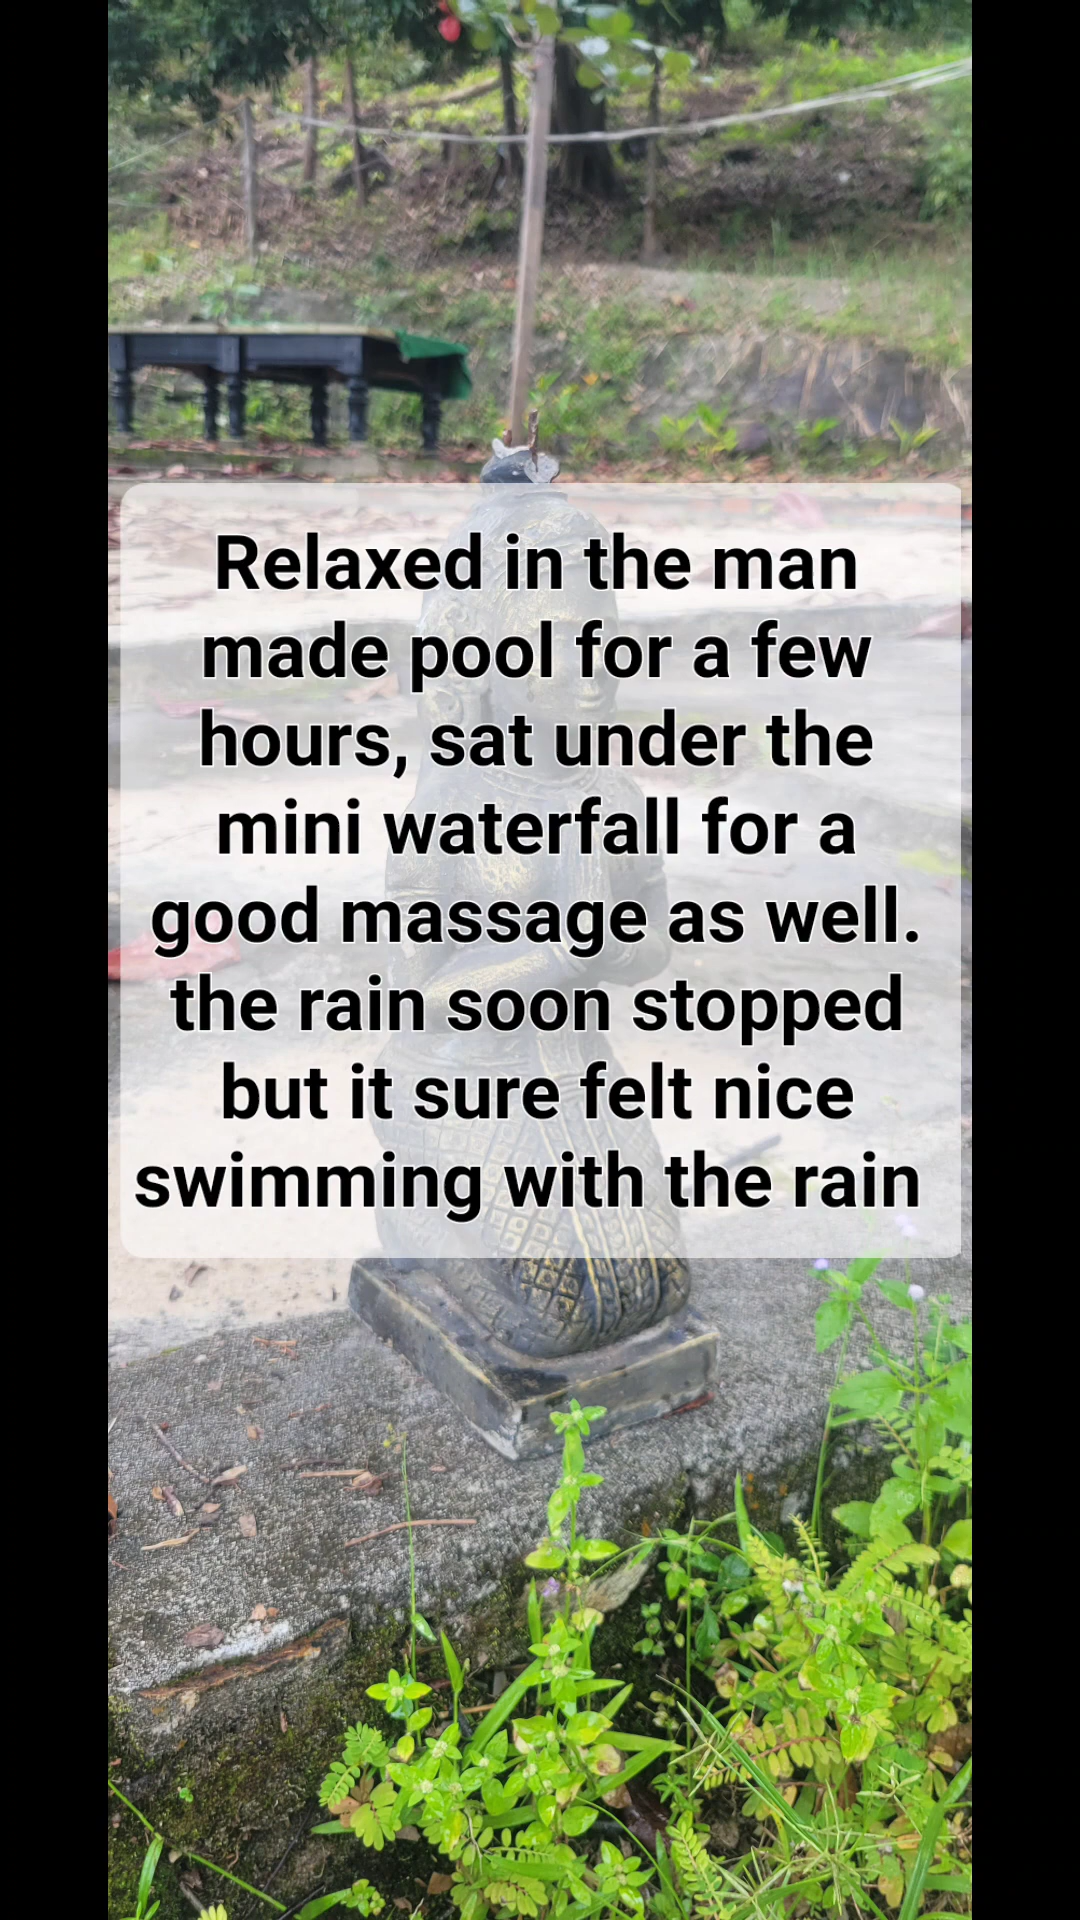 Relaxed in the man
made pool for a few
hours, sat under the
mini waterfall for a
good massage as well.
the rain soon stopped
but it sure felt nice
swimming with the rain